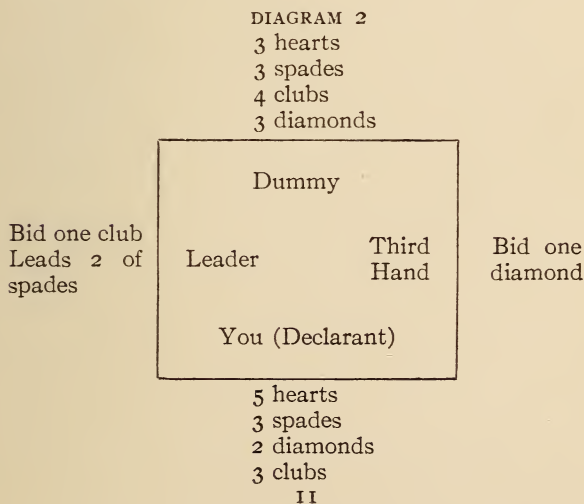 DIAGRAM 2
3 hearts
3 spades
4 clubs
3 diamonds
Dummy
Bid one club
Leads 2 of
spades
Leader
Third
Hand
Bid one
diamond
You (Declarant)
5 hearts
3 spades
2 diamonds
3 clubs
II